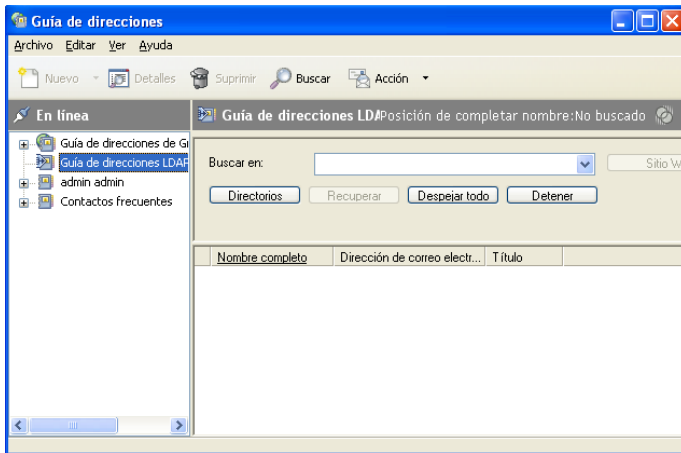 Guía de direcciones
Archivo Editar Ver Ayuda
Nuevo Detalles Suprimir Buscar Acción
En línea
Guía de direcciones LDAPosición de completar nombre:No buscado
Guía de direcciones de Gr
Guía de direcciones LDAP
admin admin
Contactos frecuentes
Buscar en:
Sitio W
Directorios Recuperar Despejar todo Detener
Nombre completo Dirección de correo electr... Título